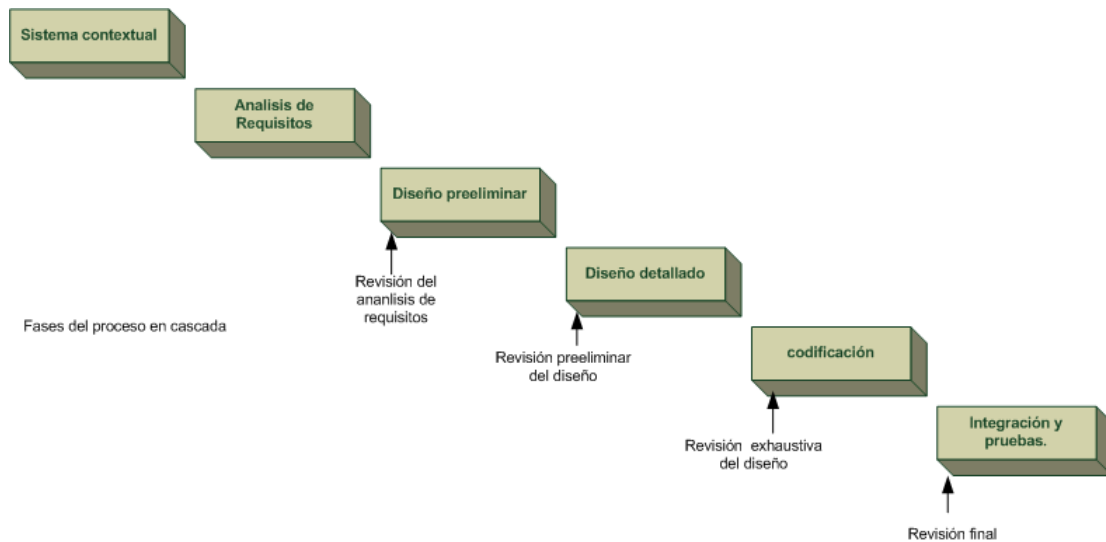 Sistema contextual
Analisis de
Requisitos
Diseño preeliminar
Revisión del
ananlisis de
requisitos
Diseño detallado
Fases del proceso en cascada
Revisión preeliminar
del diseño
codificación
Revisión exhaustiva
del diseño
Integración y
pruebas.
Revisión final